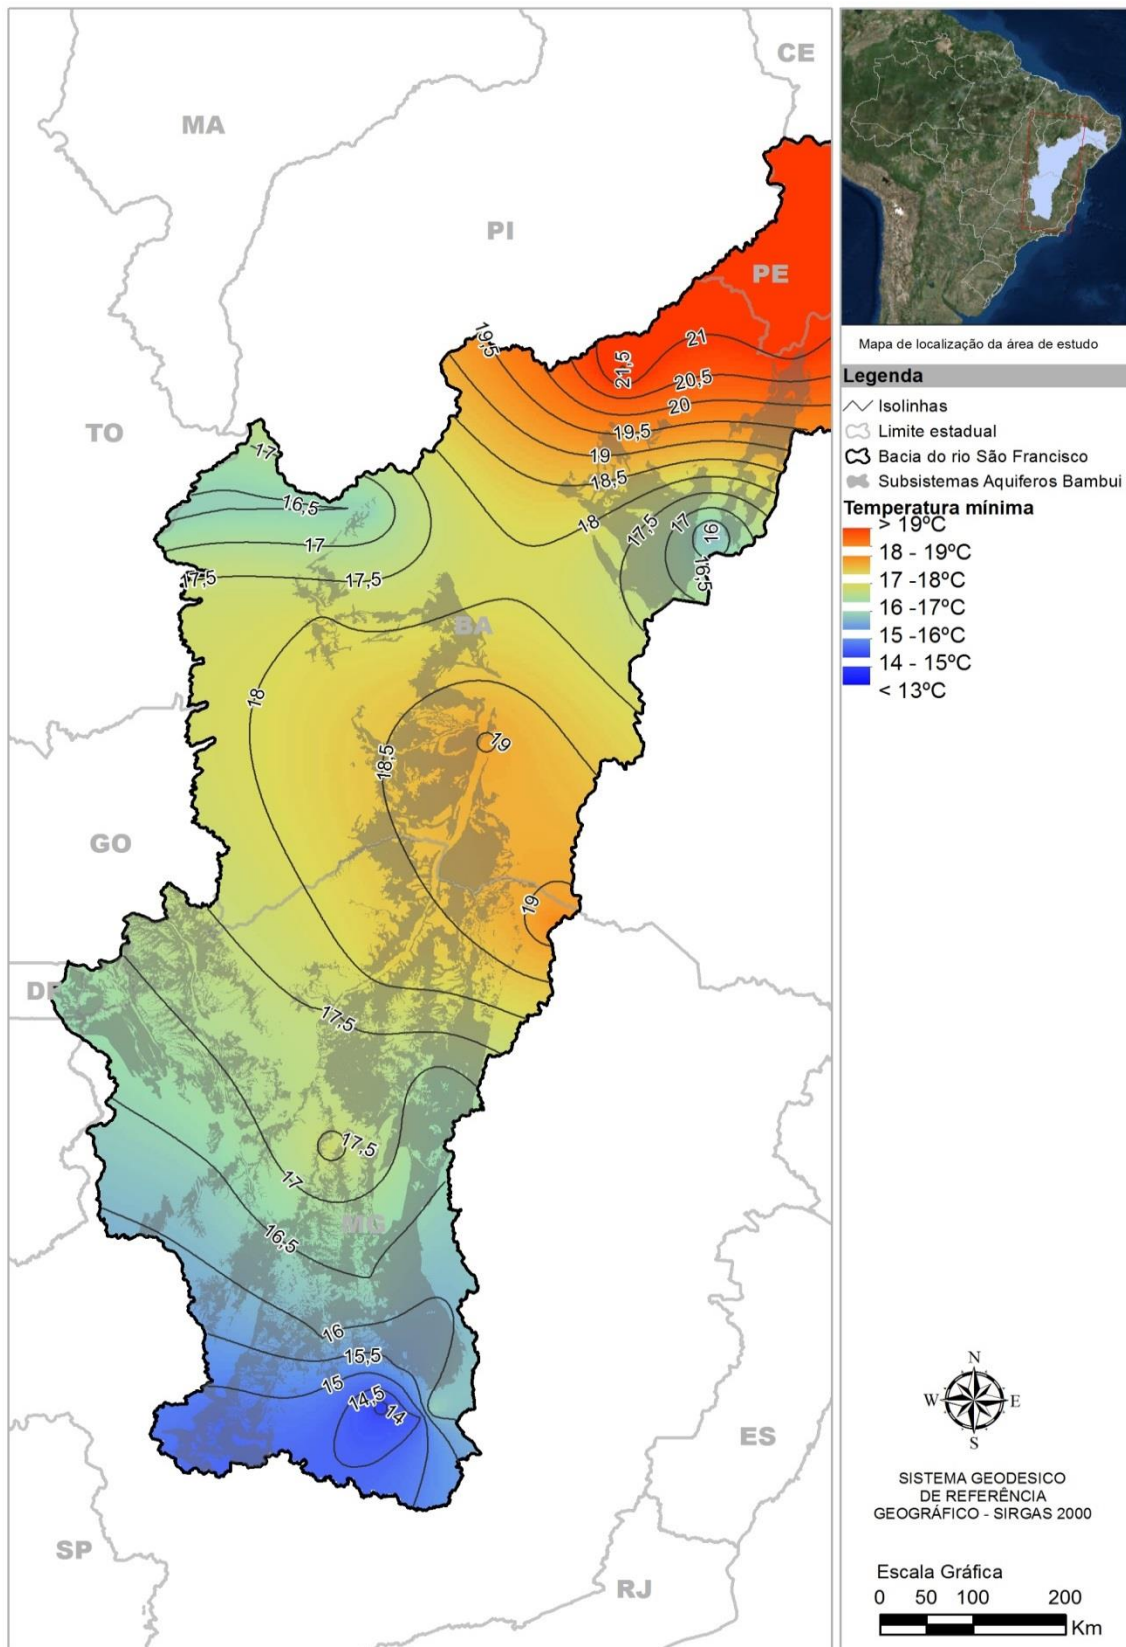 CE
MA
PI
PE
TO
BA
GO
DF
MG
ES
SP
RJ
19,5
21
21,5
20,5
20
19,5
19
18,5
18
17
16,5
17
17,5
17,5
17,5
17
16
16,5
18
18,5
19
19
17,5
17,5
17
16,5
16
15,5
15
14,5
14
Mapa de localização da área de estudo
Legenda
Isolinhas
Limite estadual
Bacia do rio São Francisco
Subsistemas Aquiferos Bambui
Temperatura mínima
> 19ºC
18 - 19ºC
17 -18ºC
16 -17ºC
15 -16ºC
14 - 15ºC
< 13ºC
N
W E
S
SISTEMA GEODESICO
DE REFERÊNCIA
GEOGRÁFICO - SIRGAS 2000
Escala Gráfica
0 50 100 200
Km